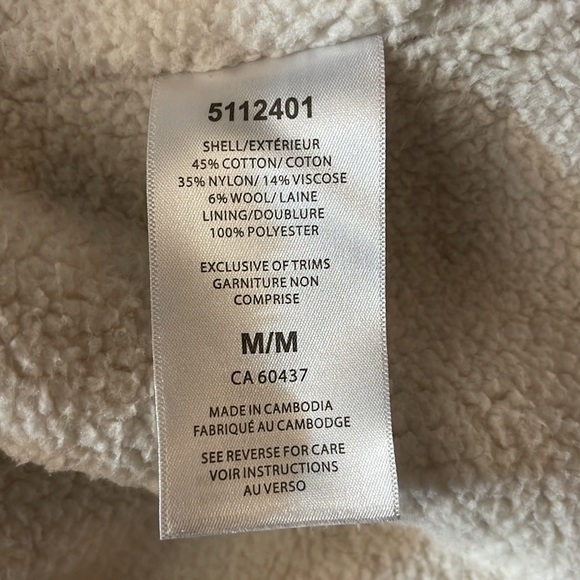 5112401
SHELL/EXTÉRIEUR
45% COTTON/ COTON
35% NYLON/ 14% VISCOSE
6% WOOL/ LAINE
LINING/DOUBLURE
100% POLYESTER
EXCLUSIVE OF TRIMS
GARNITURE NON
COMPRISE
M/M
CA 60437
MADE IN CAMBODIA
FABRIQUÉ AU CAMBODGE
SEE REVERSE FOR CARE
VOIR INSTRUCTIONS
AU VERSO